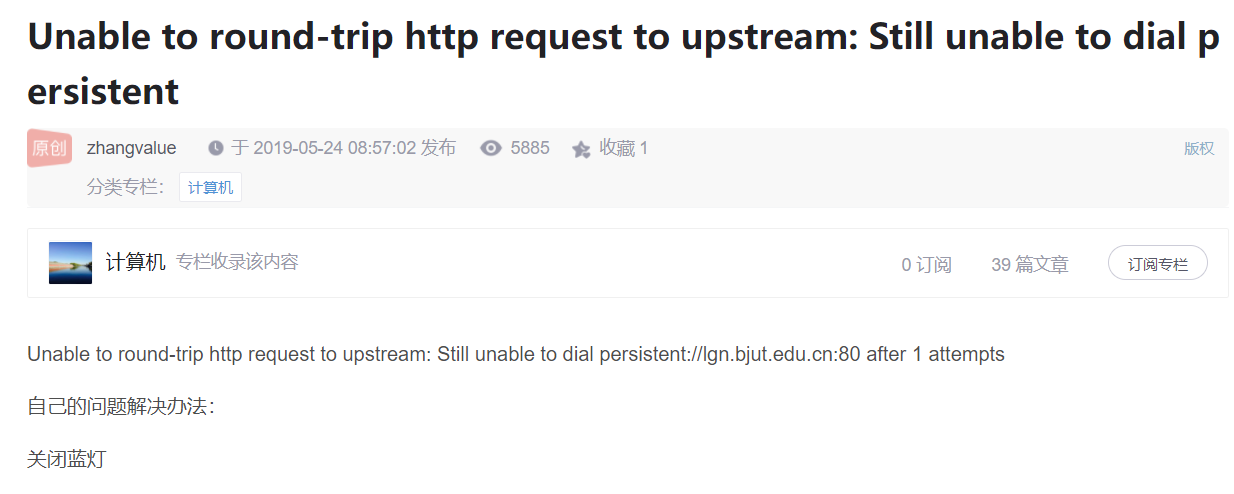 Unable to round-trip http request to upstream: Still unable to dial p
ersistent
原创 zhangvalue 于 2019-05-24 08:57:02 发布 5885 收藏 1 版权
分类专栏： 计算机
计算机 专栏收录该内容 0 订阅 39 篇文章 订阅专栏
Unable to round-trip http request to upstream: Still unable to dial persistent://lgn.bjut.edu.cn:80 after 1 attempts
自己的问题解决办法：
关闭蓝灯